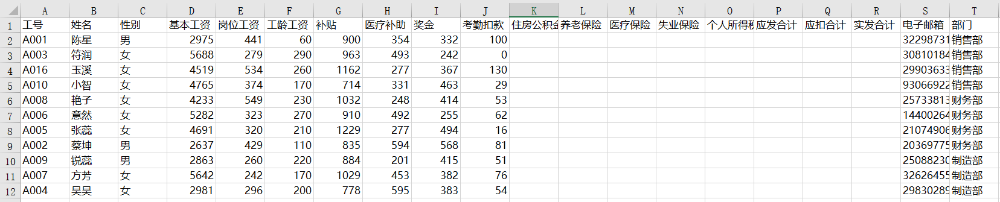 A B C D E F G H I J K L M N O P Q R S T
1 工号 姓名 性别 基本工资 岗位工资 工龄工资 补贴 医疗补助 奖金 考勤扣款 住房公积金 养老保险 医疗保险 失业保险 个人所得税 应发合计 应扣合计 实发合计 电子邮箱 部门
2 A001 陈星 男 2975 441 60 900 354 332 100 32298731 销售部
3 A003 符润 女 5688 279 290 963 493 242 0 30810184 销售部
4 A016 玉溪 女 4519 534 260 1162 277 367 130 29903633 销售部
5 A010 小智 女 4765 374 170 714 331 463 29 93066922 销售部
6 A008 艳子 女 4233 549 230 1032 248 414 53 25733813 财务部
7 A006 意然 女 5282 323 270 910 492 255 62 14400264 财务部
8 A005 张蕊 女 4691 320 210 1229 277 494 16 21074906 财务部
9 A002 蔡坤 男 2637 429 110 835 594 568 81 20369775 财务部
10 A009 锐蕊 男 2863 260 220 884 201 415 51 25088230 制造部
11 A007 方芳 女 5642 242 170 1029 453 382 76 32626455 制造部
12 A004 吴昊 女 2981 296 200 778 595 383 54 29830289 制造部